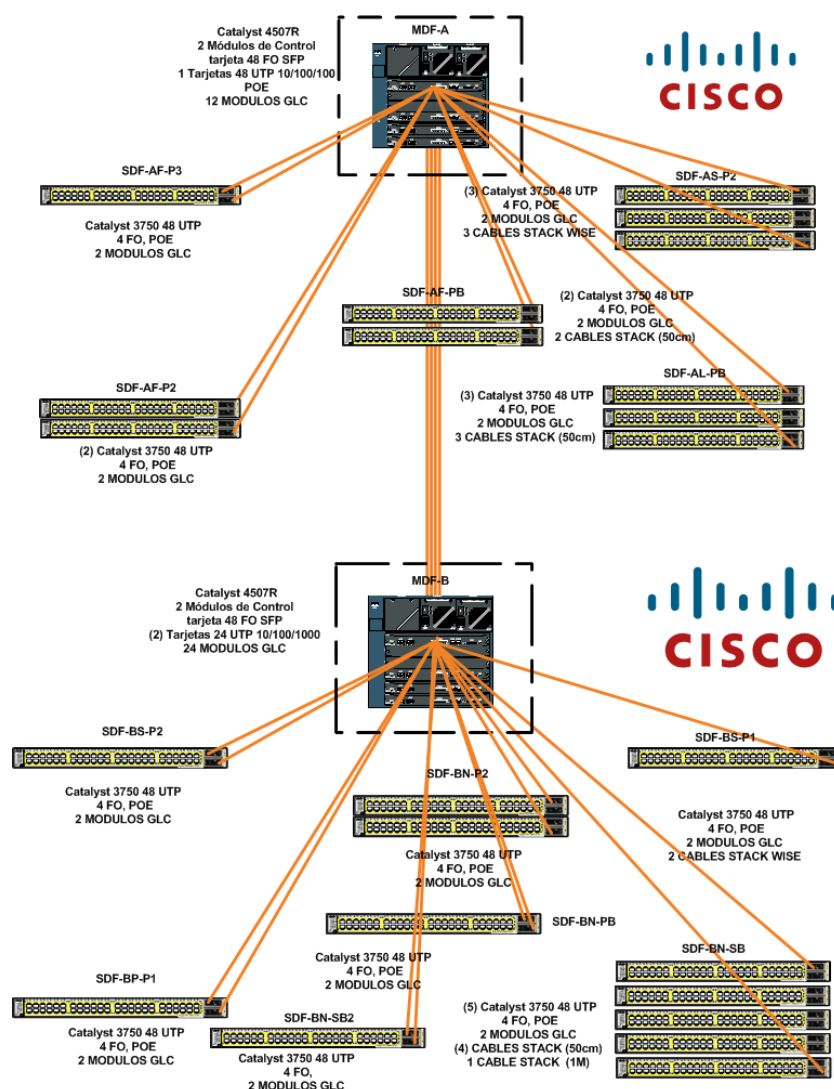 MDF-A
Catalyst 4507R
2 Módulos de Control
tarjeta 48 FO SFP
1 Tarjetas 48 UTP 10/100/100
POE
12 MODULOS GLC
CISCO
SDF-AF-P3
Catalyst 3750 48 UTP
4 FO, POE
2 MODULOS GLC
(3) Catalyst 3750 48 UTP
4 FO, POE
2 MODULOS GLC
3 CABLES STACK WISE
SDF-AS-P2
SDF-AF-PB
(2) Catalyst 3750 48 UTP
4 FO, POE
2 MODULOS GLC
2 CABLES STACK (50cm)
SDF-AF-P2
(2) Catalyst 3750 48 UTP
4 FO, POE
2 MODULOS GLC
SDF-AL-PB
(3) Catalyst 3750 48 UTP
4 FO, POE
2 MODULOS GLC
3 CABLES STACK (50cm)
MDF-B
Catalyst 4507R
2 Módulos de Control
tarjeta 48 FO SFP
(2) Tarjetas 24 UTP 10/100/1000
24 MODULOS GLC
CISCO
SDF-BS-P2
Catalyst 3750 48 UTP
4 FO, POE
2 MODULOS GLC
SDF-BS-P1
Catalyst 3750 48 UTP
4 FO, POE
2 MODULOS GLC
2 CABLES STACK WISE
SDF-BN-P2
Catalyst 3750 48 UTP
4 FO, POE
2 MODULOS GLC
SDF-BN-PB
Catalyst 3750 48 UTP
4 FO, POE
2 MODULOS GLC
SDF-BP-P1
Catalyst 3750 48 UTP
4 FO, POE
2 MODULOS GLC
SDF-BN-SB2
Catalyst 3750 48 UTP
4 FO,
2 MODULOS GLC
SDF-BN-SB
(5) Catalyst 3750 48 UTP
4 FO, POE
2 MODULOS GLC
(4) CABLES STACK (50cm)
1 CABLE STACK (1M)